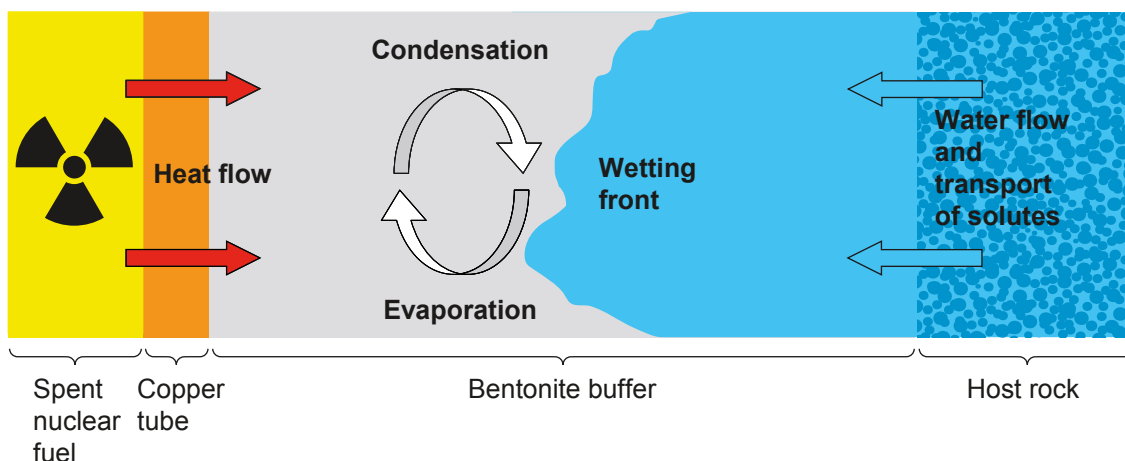 Condensation
Heat flow
Evaporation
Wetting
front
Water flow
and
transport
of solutes
Spent
nuclear
fuel
Copper
tube
Bentonite buffer
Host rock